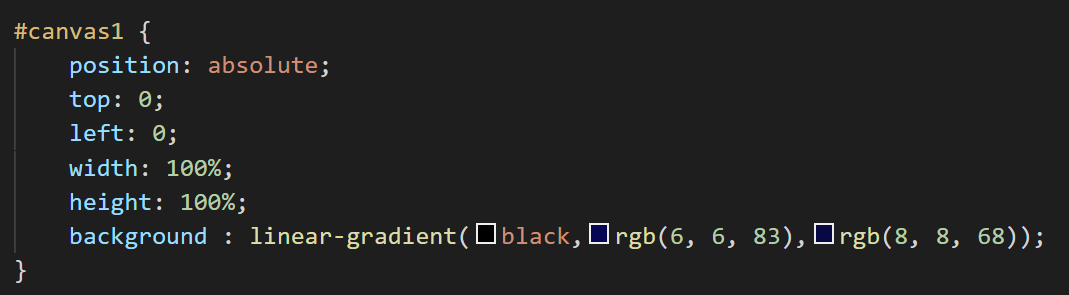 #canvas1 {
    position: absolute;
    top: 0;
    left: 0;
    width: 100%;
    height: 100%;
    background : linear-gradient(black,rgb(6, 6, 83),rgb(8, 8, 68));
}